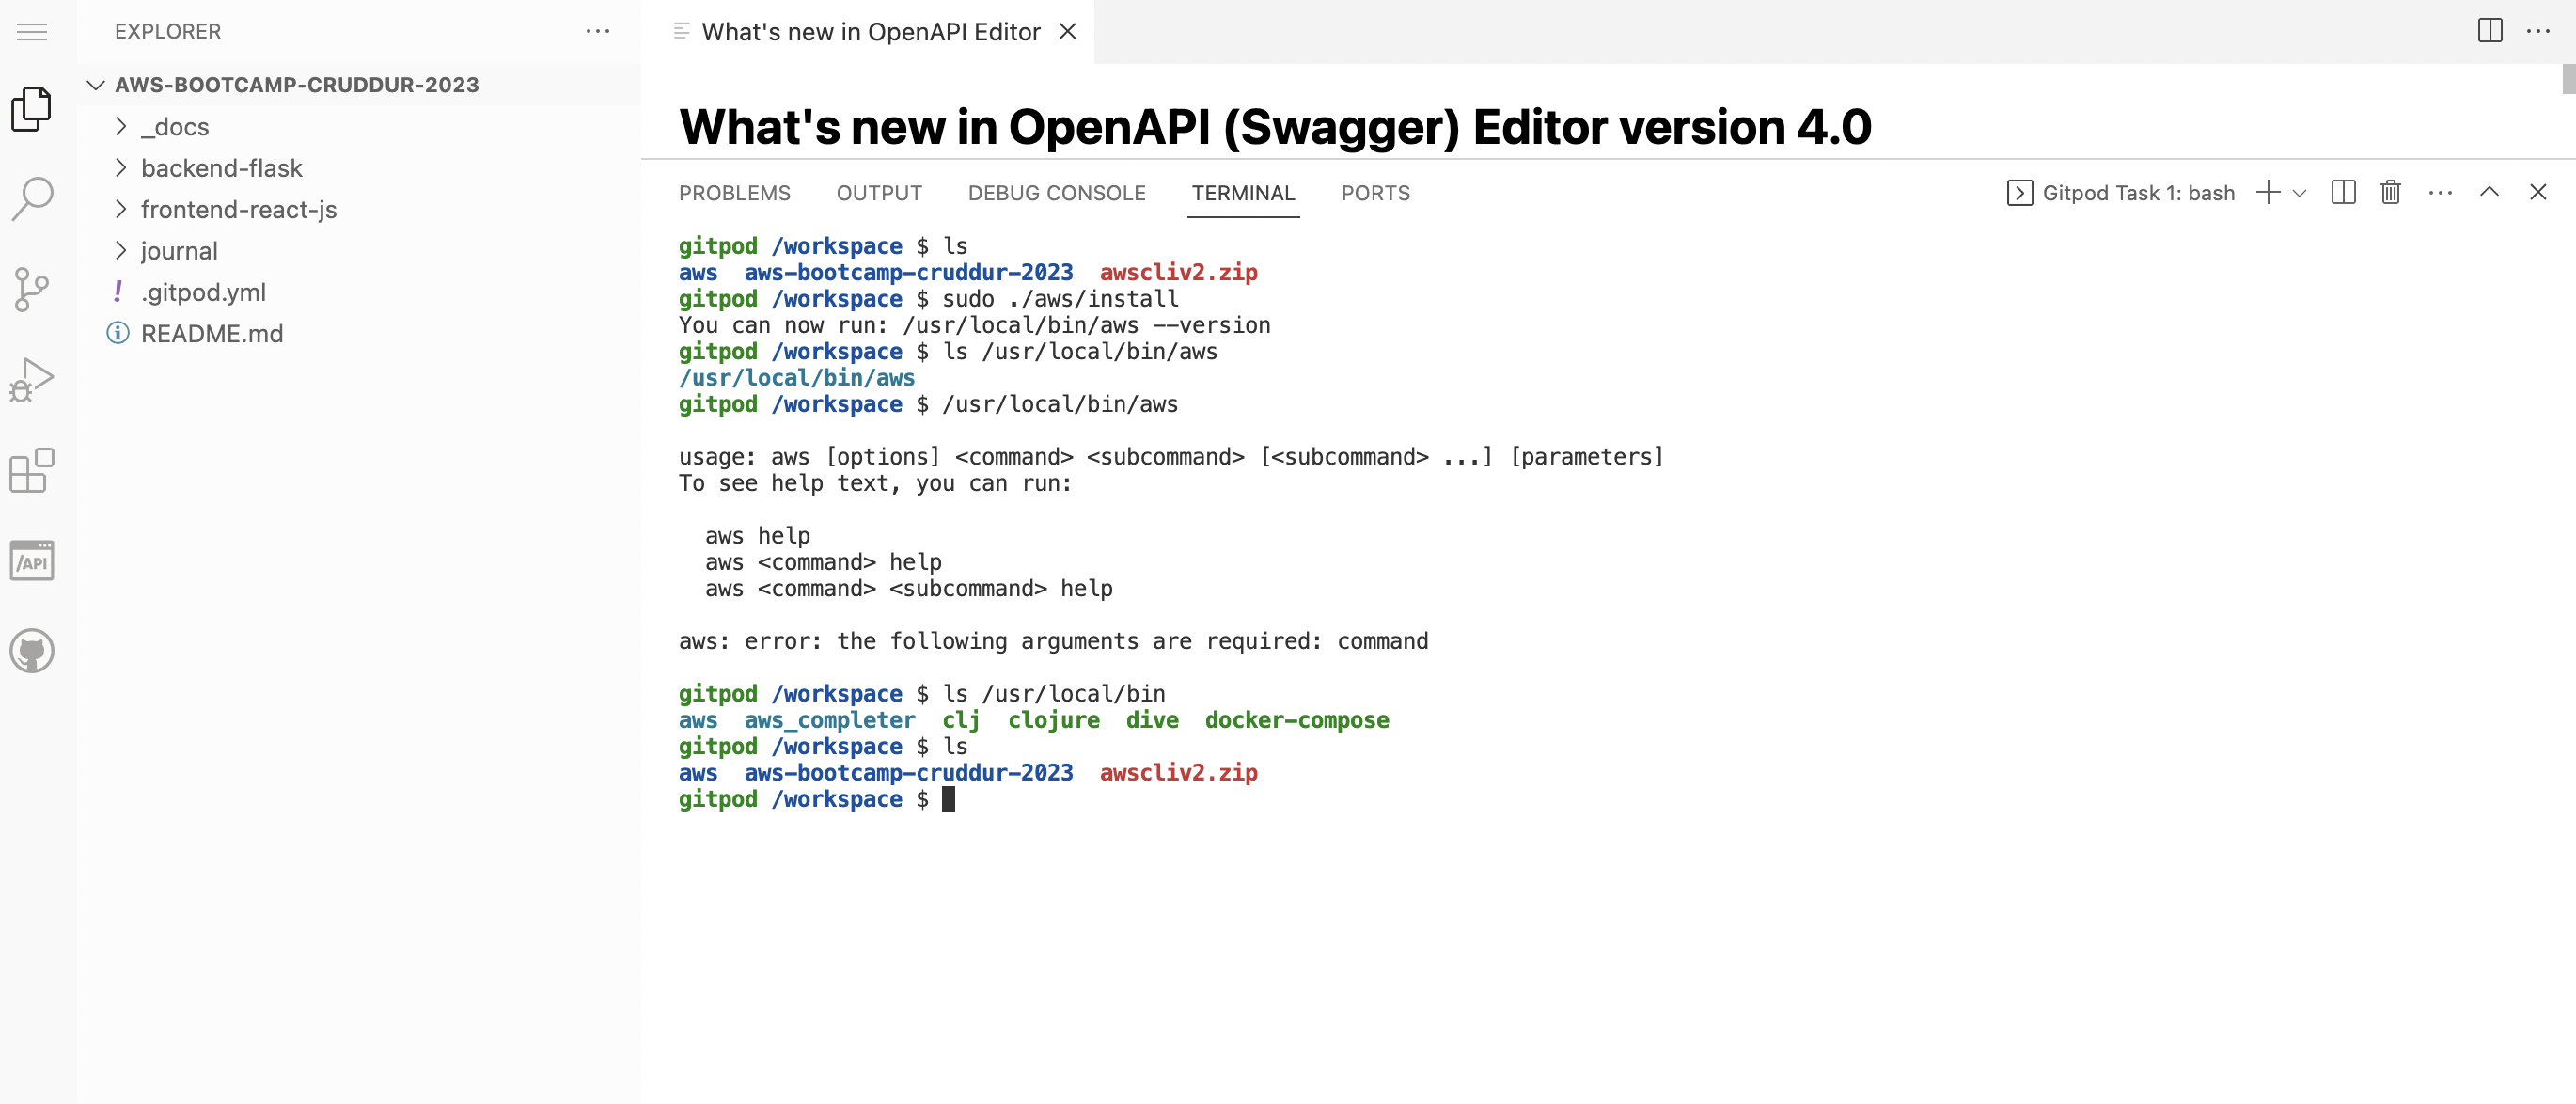 EXPLORER
AWS-BOOTCAMP-CRUDDUR-2023
_docs
backend-flask
frontend-react-js
journal
! .gitpod.yml
README.md
/API
What's new in OpenAPI Editor
What's new in OpenAPI (Swagger) Editor version 4.0
PROBLEMS OUTPUT DEBUG CONSOLE TERMINAL PORTS Gitpod Task 1: bash
gitpod /workspace $ ls
aws  aws-bootcamp-cruddur-2023  awscliv2.zip
gitpod /workspace $ sudo ./aws/install
You can now run: /usr/local/bin/aws --version
gitpod /workspace $ ls /usr/local/bin/aws
/usr/local/bin/aws
gitpod /workspace $ /usr/local/bin/aws
usage: aws [options] <command> <subcommand> [<subcommand> ...] [parameters]
To see help text, you can run:
aws help
aws <command> help
aws <command> <subcommand> help
aws: error: the following arguments are required: command
gitpod /workspace $ ls /usr/local/bin
aws  aws_completer  clj  clojure  dive  docker-compose
gitpod /workspace $ ls
aws  aws-bootcamp-cruddur-2023  awscliv2.zip
gitpod /workspace $